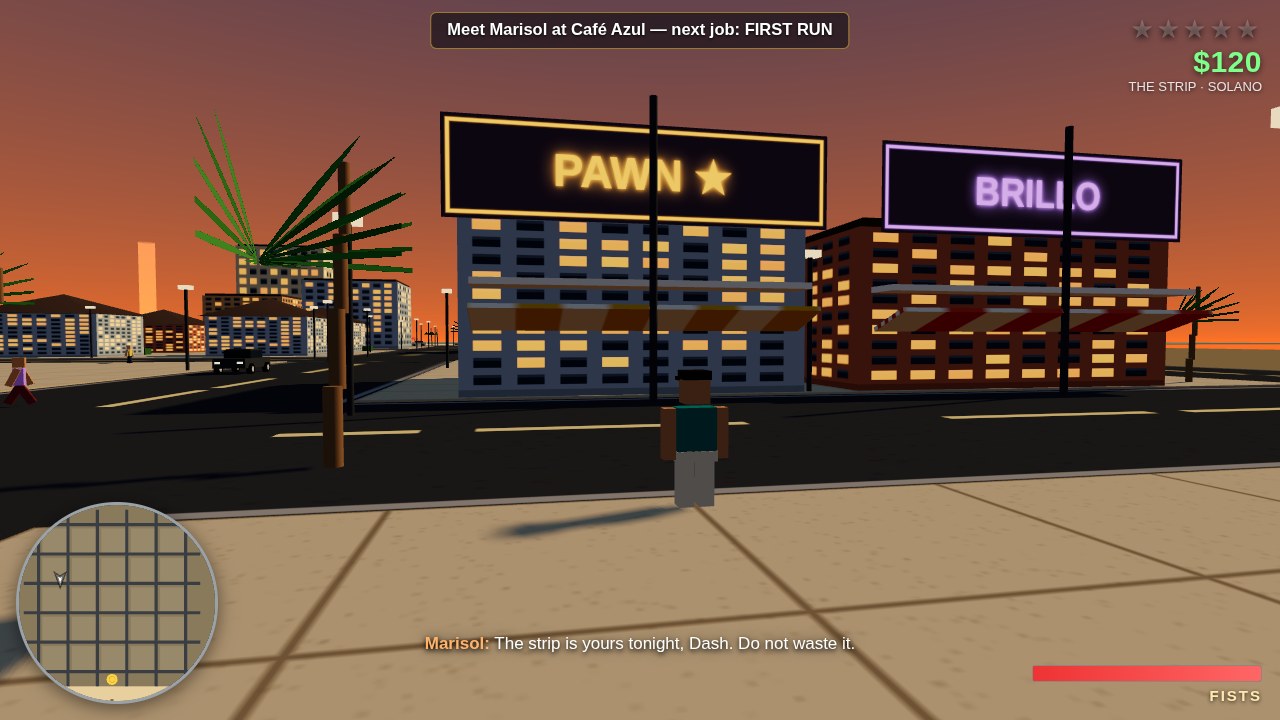 Meet Marisol at Café Azul — next job: FIRST RUN
★★★★★
$120
THE STRIP · SOLANO
PAWN ★
BRILLO
Marisol: The strip is yours tonight, Dash. Do not waste it.
FISTS